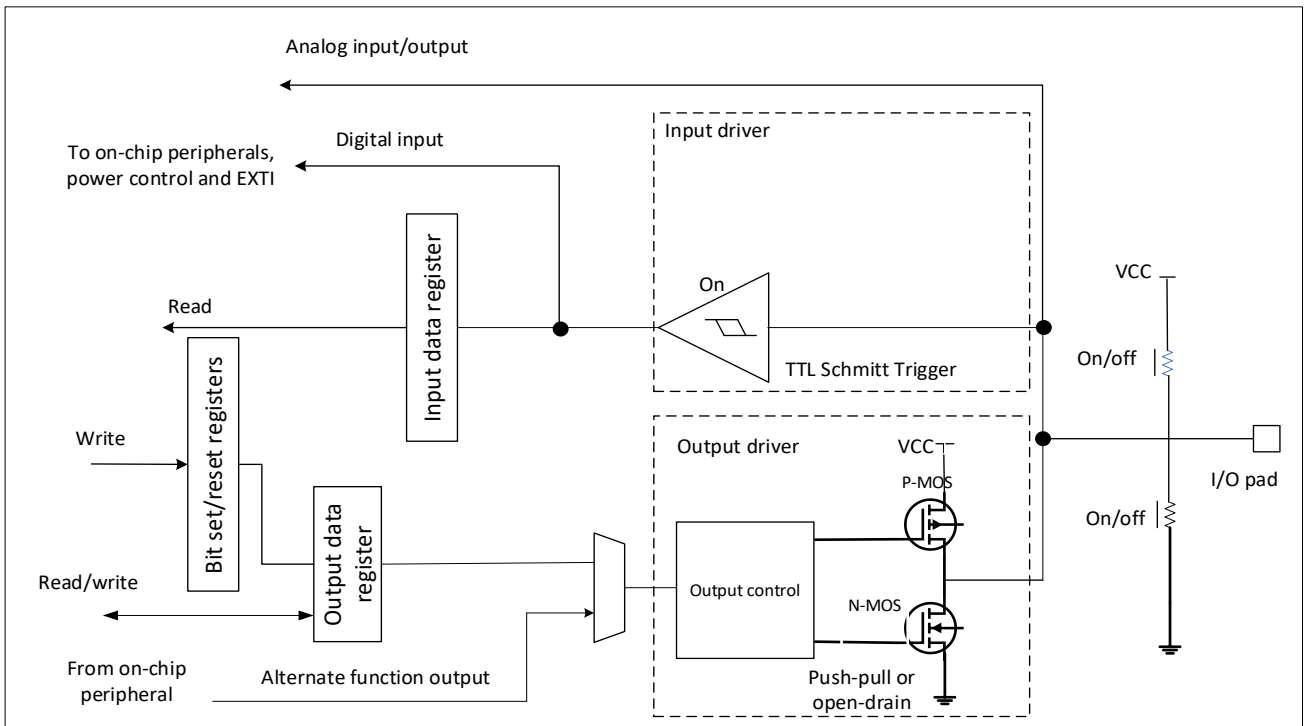 Analog input/output
Input driver
Digital input
To on-chip peripherals,
power control and EXTI
Input data register
On
VCC
Read
TTL Schmitt Trigger
On/off
Bit set/reset registers
Write
Output driver
VCC
P-MOS
I/O pad
Output data
register
On/off
Read/write
Output control
N-MOS
From on-chip
peripheral
Alternate function output
Push-pull or
open-drain